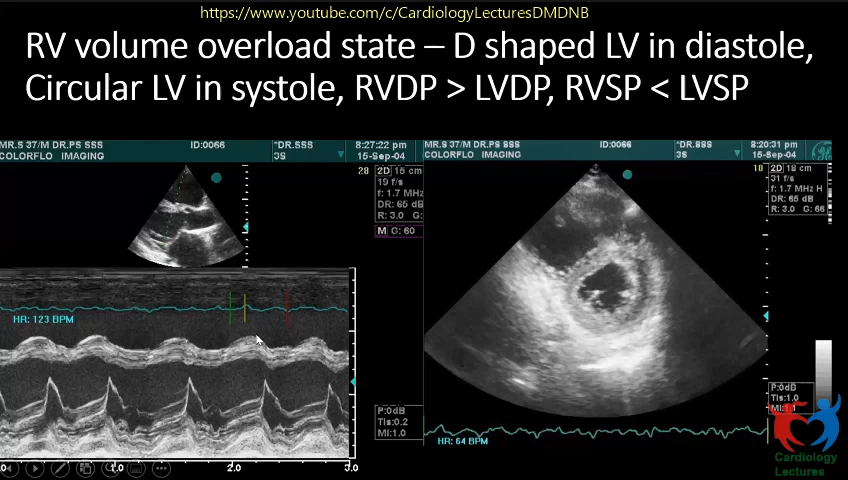 https://www.youtube.com/c/CardiologyLecturesDMDNB
RV volume overload state – D shaped LV in diastole,
Circular LV in systole, RVDP > LVDP, RVSP < LVSP
MR.S 37/M DR.PS SSS
COLORFLO IMAGING
ID:0066
*DR.SSS
3S
8:27:22 pm
15-Sep-04
28
2D 15 cm
19 f/s
f: 1.7 MHz
DR: 65 dB
R: 3.0 G:
M G: 60
HR: 123 BPM
P:0dB
TIs:0.2
MI:1.0
1.0
2.0
3.0
MR.S 37/M DR.PS SSS
COLORFLO IMAGING
ID:0066
*DR.SSS
3S
8:20:31 pm
15-Sep-04
2D 18 cm
31 f/s
f: 1.7 MHz H
DR: 65 dB
R: 3.0 G: 66
P:0dB
TIs:1.0
HR: 64 BPM
Cardiology
Lectures